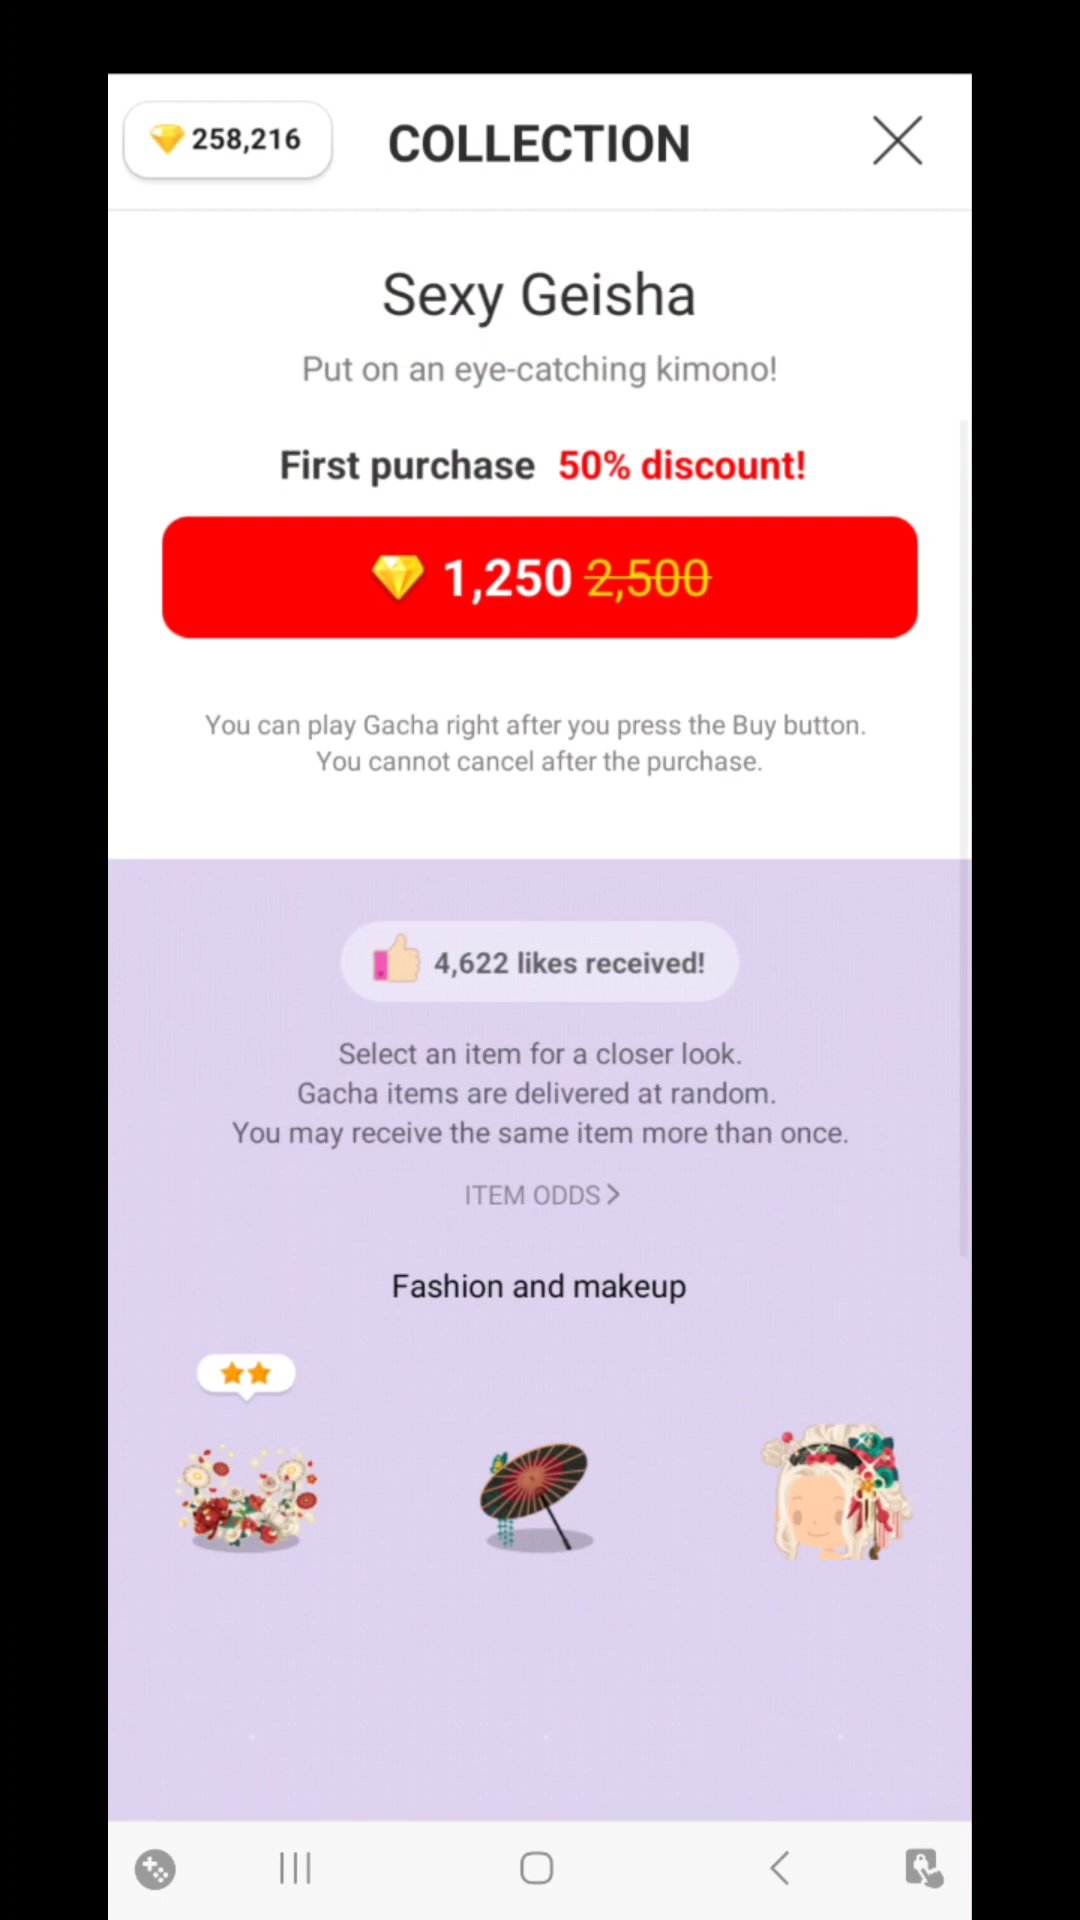 258,216
COLLECTION
Sexy Geisha
Put on an eye-catching kimono!
First purchase 50% discount!
1,250 2,500
You can play Gacha right after you press the Buy button.
You cannot cancel after the purchase.
4,622 likes received!
Select an item for a closer look.
Gacha items are delivered at random.
You may receive the same item more than once.
ITEM ODDS >
Fashion and makeup